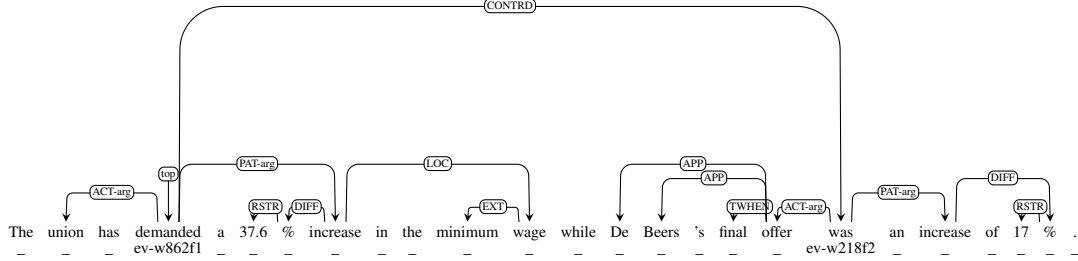 CONTRD
PAT-arg LOC APP
top APP
ACT-arg PAT-arg DIFF
RSTR DIFF EXT TWHEN ACT-arg RSTR
The union has demanded a 37.6 % increase in the minimum wage while De Beers 's final offer was an increase of 17 % .
_ _ _ ev-w862f1 _ _ _ _ _ _ _ _ _ _ _ _ _ _ ev-w218f2 _ _ _ _ _ _